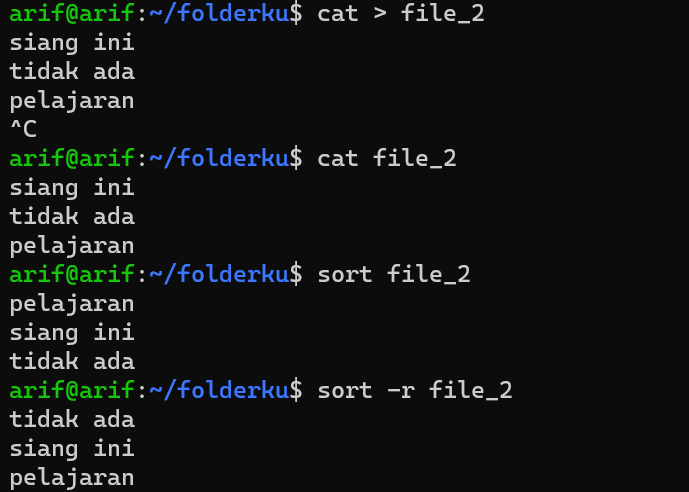 arif@arif:~/folderku$ cat > file_2
siang ini
tidak ada
pelajaran
^C
arif@arif:~/folderku$ cat file_2
siang ini
tidak ada
pelajaran
arif@arif:~/folderku$ sort file_2
pelajaran
siang ini
tidak ada
arif@arif:~/folderku$ sort -r file_2
tidak ada
siang ini
pelajaran